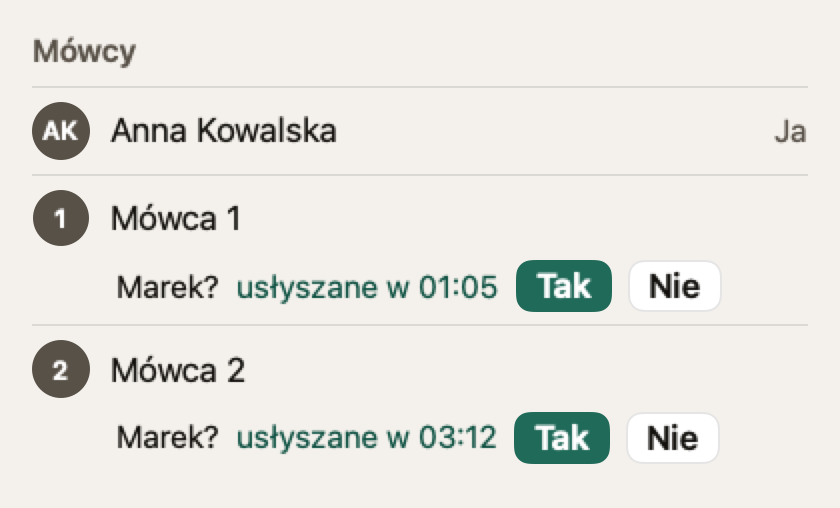 Mówcy
AK Anna Kowalska Ja
1 Mówca 1
Marek? usłyszane w 01:05 Tak Nie
2 Mówca 2
Marek? usłyszane w 03:12 Tak Nie